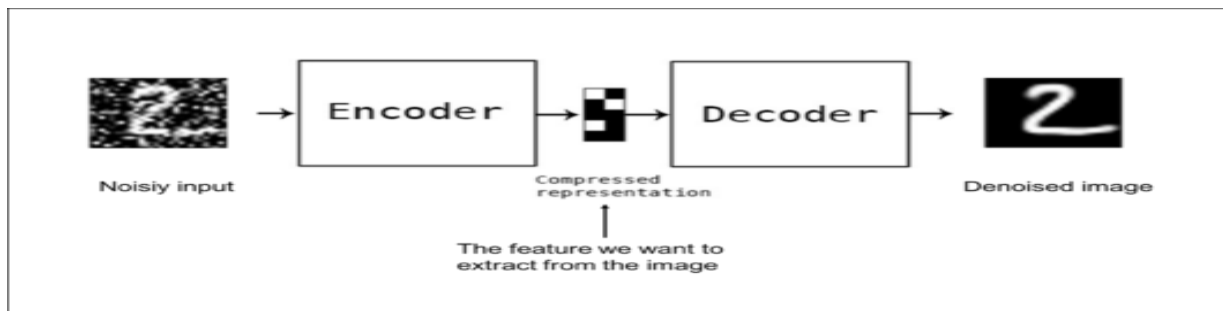 Encoder
Decoder
Noisiy input
Compressed
representation
Denoised image
The feature we want to
extract from the image